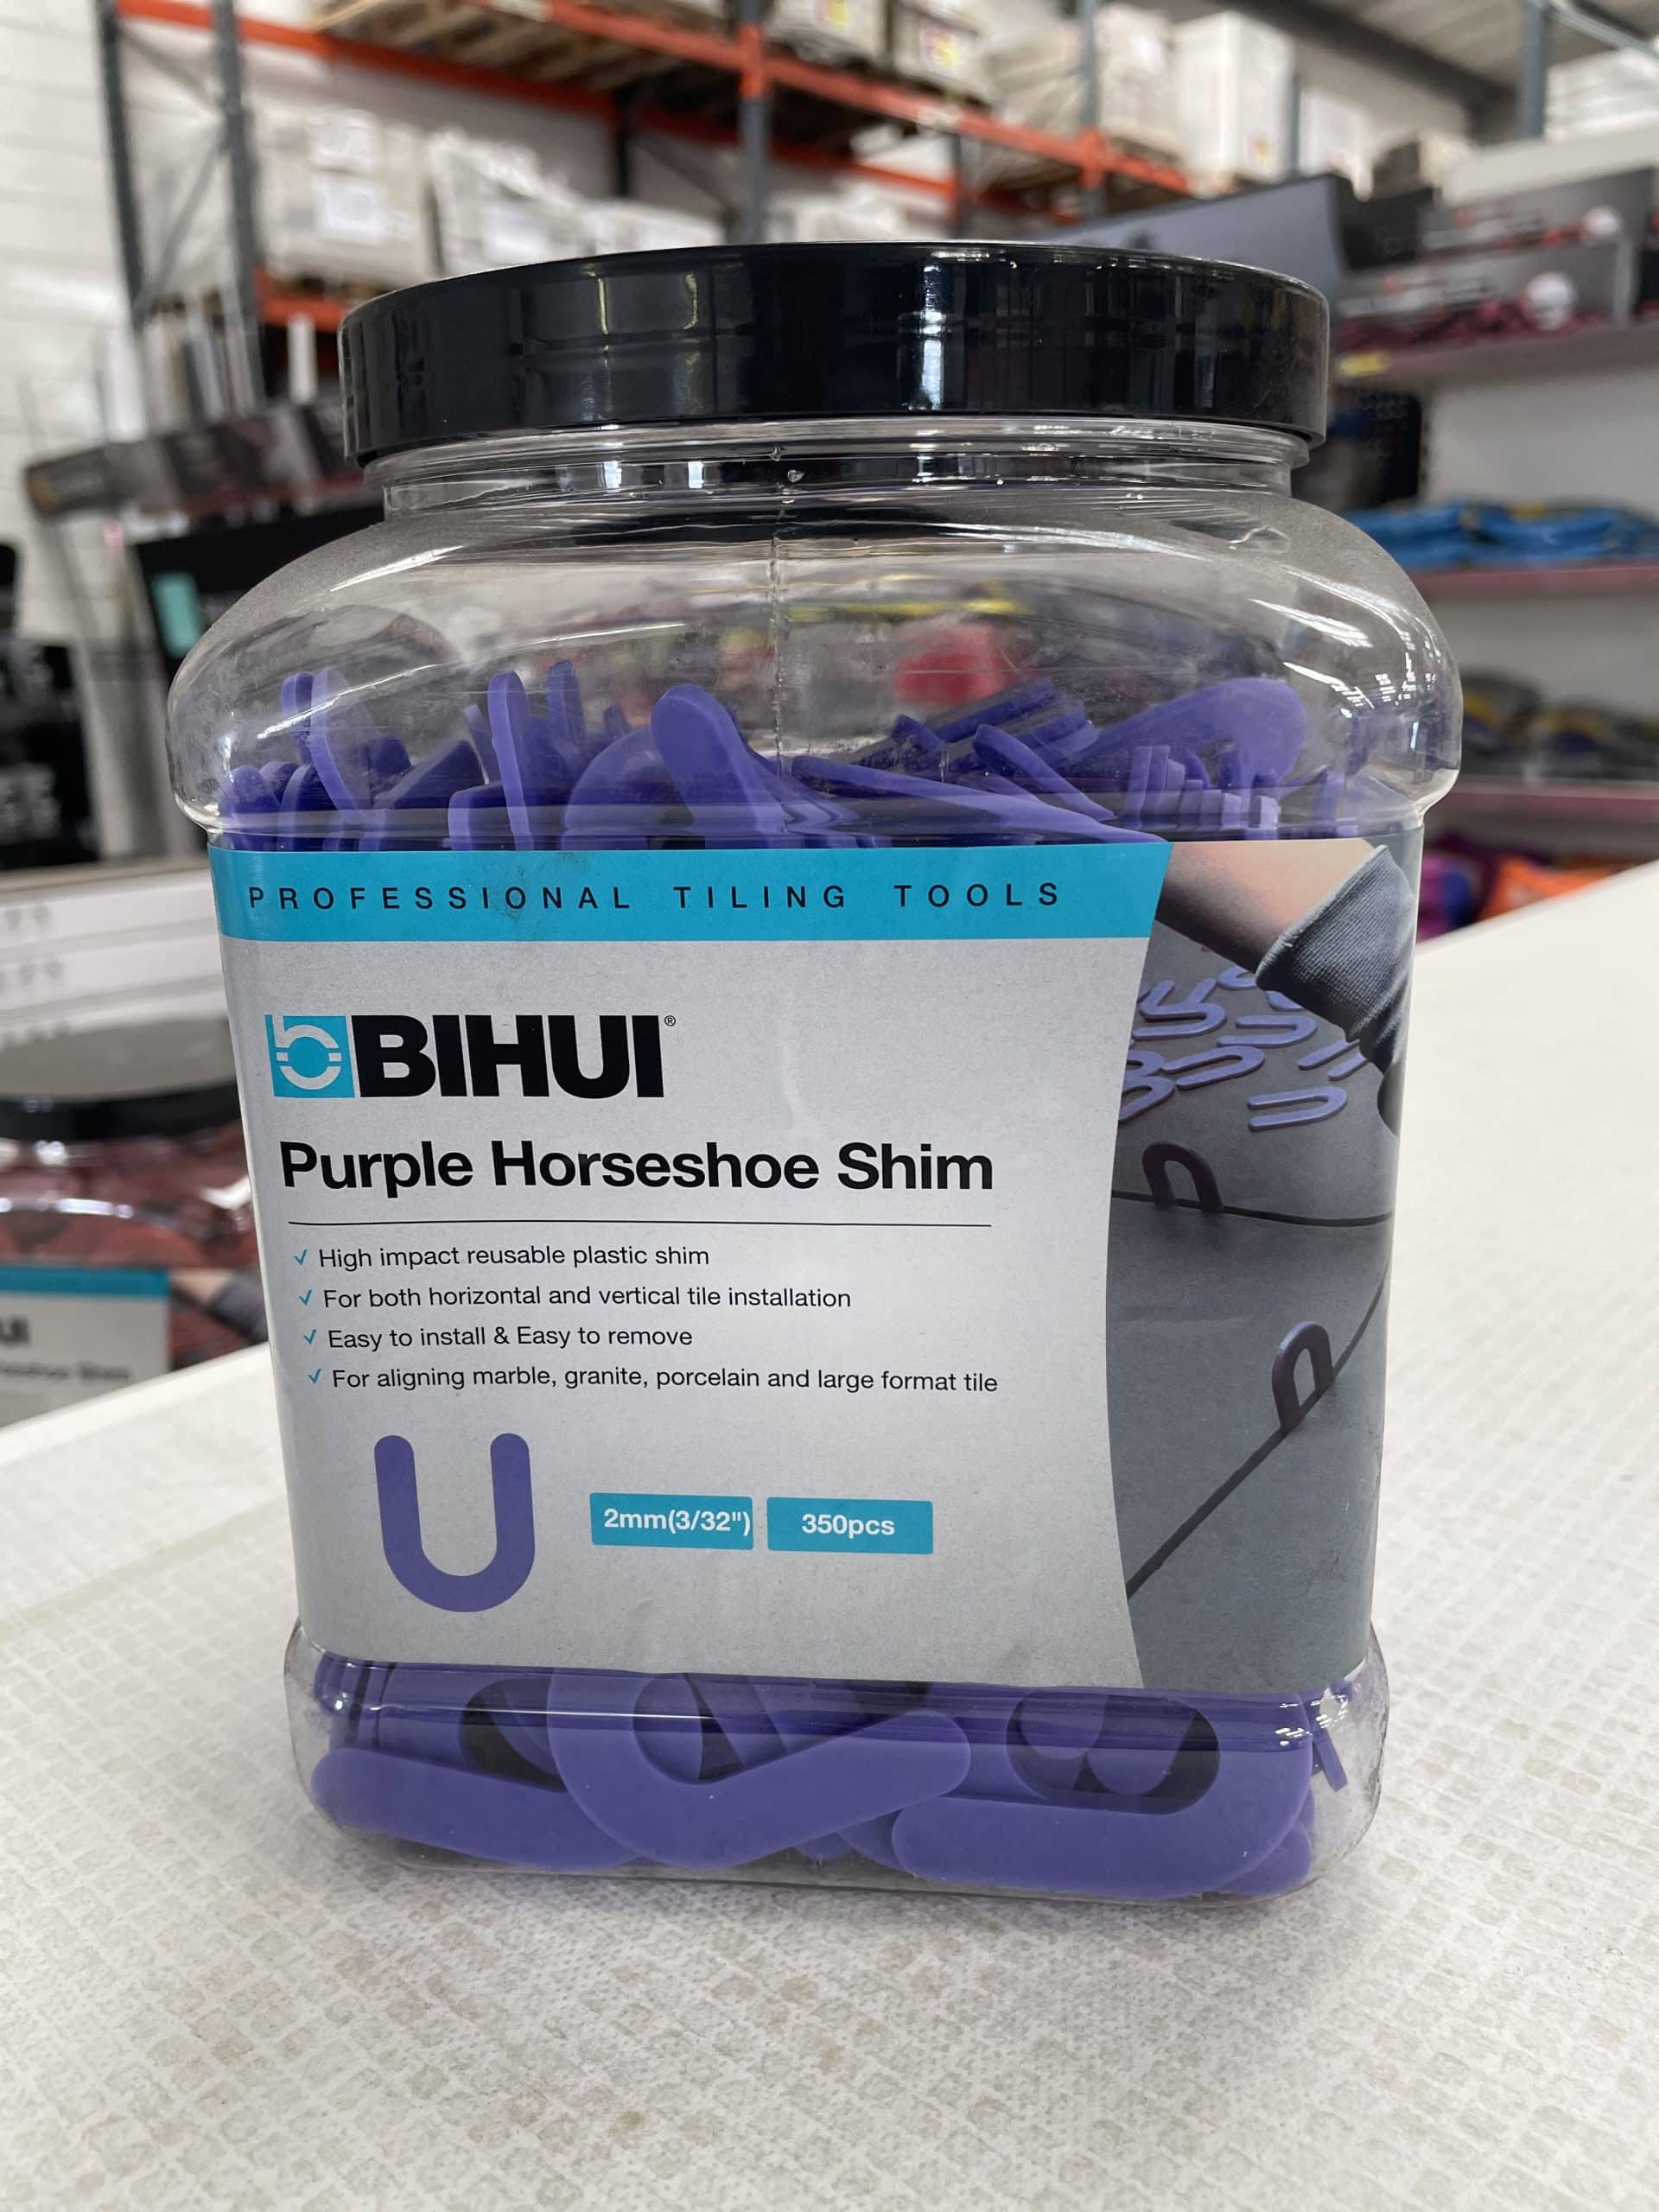 PROFESSIONAL TILING TOOLS
BIHUI®
Purple Horseshoe Shim
✓ High impact reusable plastic shim
✓ For both horizontal and vertical tile installation
✓ Easy to install & Easy to remove
✓ For aligning marble, granite, porcelain and large format tile
2mm(3/32") 350pcs